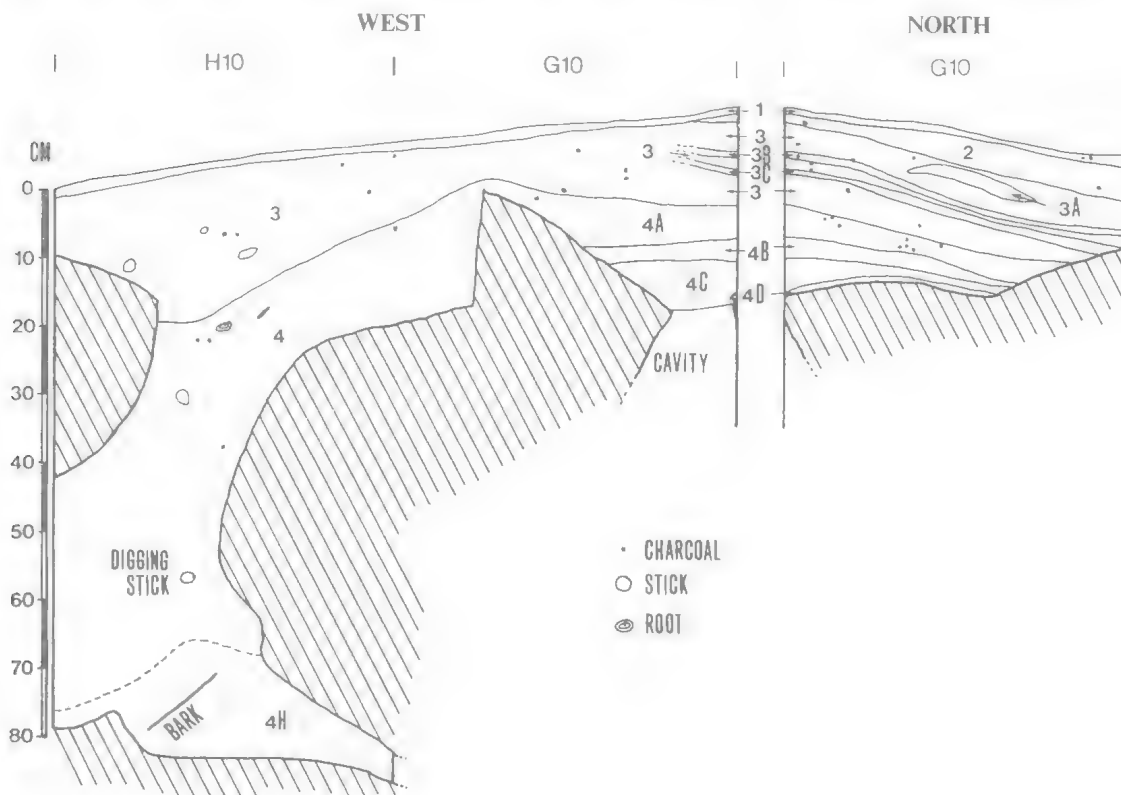 WEST NORTH
H10 G10 G10
CM
1
3
3 3B 2
3C
3 3A
3
4A
4B
4C 4D
4
CAVITY
0
10
20
30
40
50
60
70
80
DIGGING
STICK
CHARCOAL
STICK
ROOT
BARK
4H